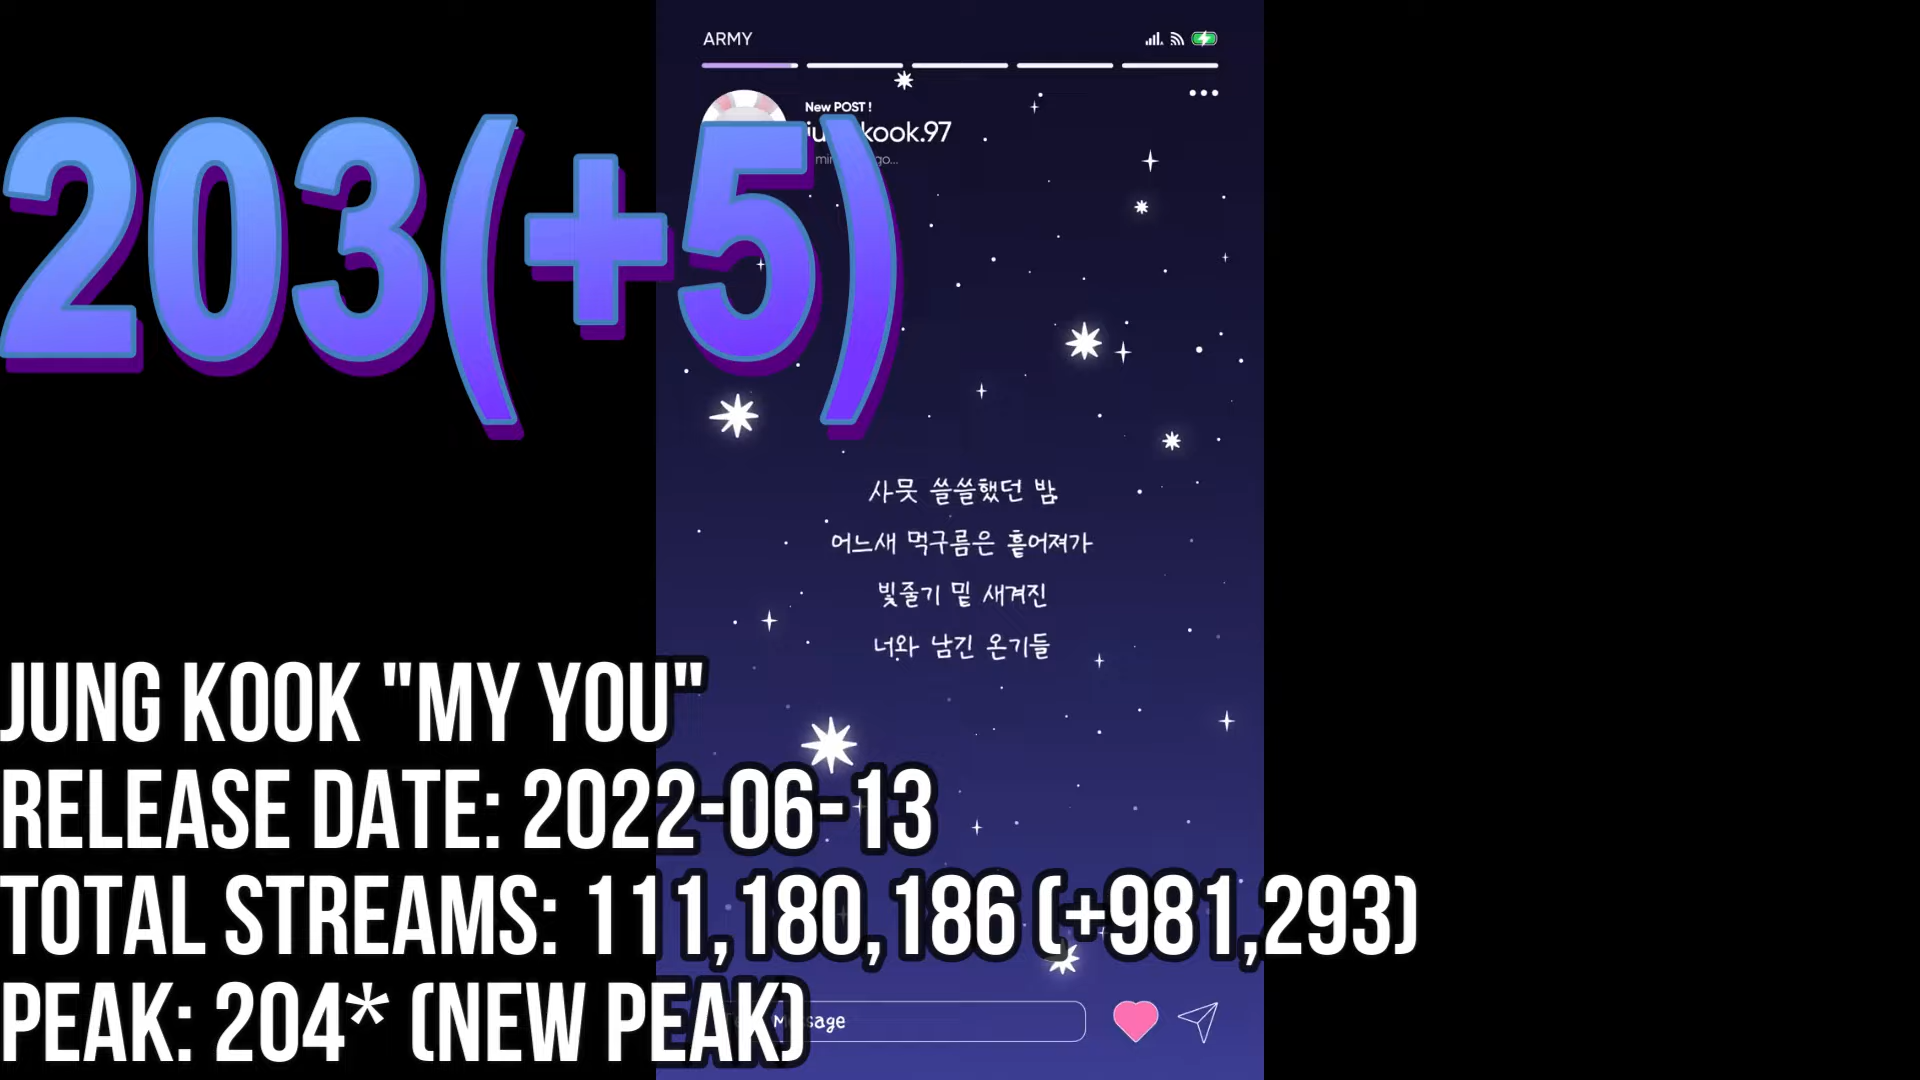 ARMY
New POST !
kook.97
203(+5)
사뭇 쓸쓸했던 밤
어느새 먹구름은 흩어져가
빛줄기 밑 새겨진
너와 남긴 온기들
JUNG KOOK "MY YOU"
RELEASE DATE: 2022-06-13
TOTAL STREAMS: 111,180,186 (+981,293)
PEAK: 204* (NEW PEAK)